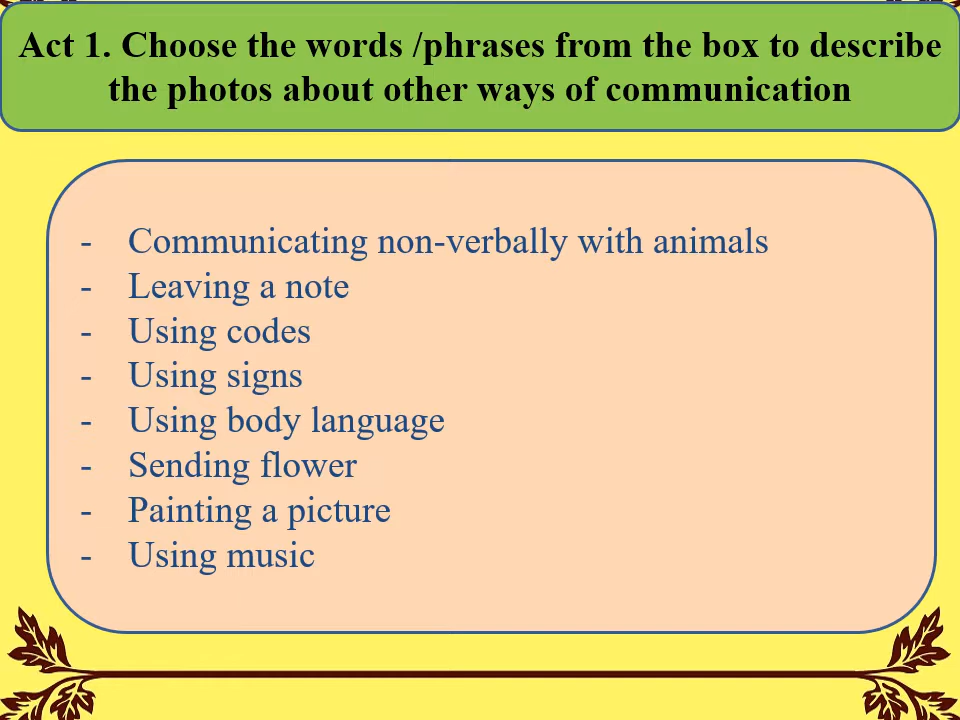 Act 1. Choose the words /phrases from the box to describe
the photos about other ways of communication
- Communicating non-verbally with animals
- Leaving a note
- Using codes
- Using signs
- Using body language
- Sending flower
- Painting a picture
- Using music